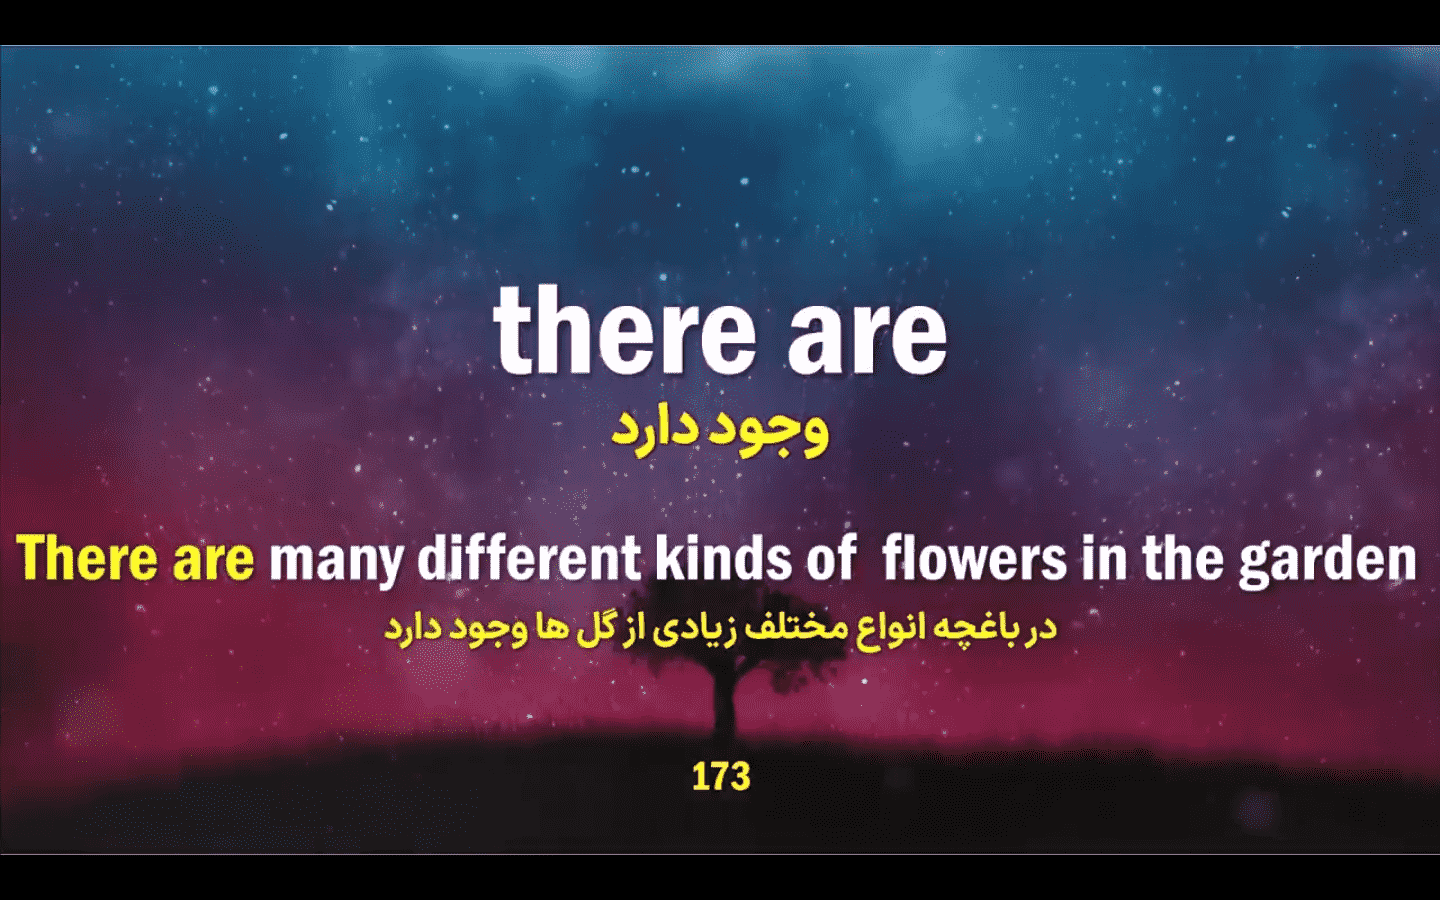 there are
وجود دارد
There are many different kinds of flowers in the garden
در باغچه انواع مختلف زیادی از گل ها وجود دارد
173